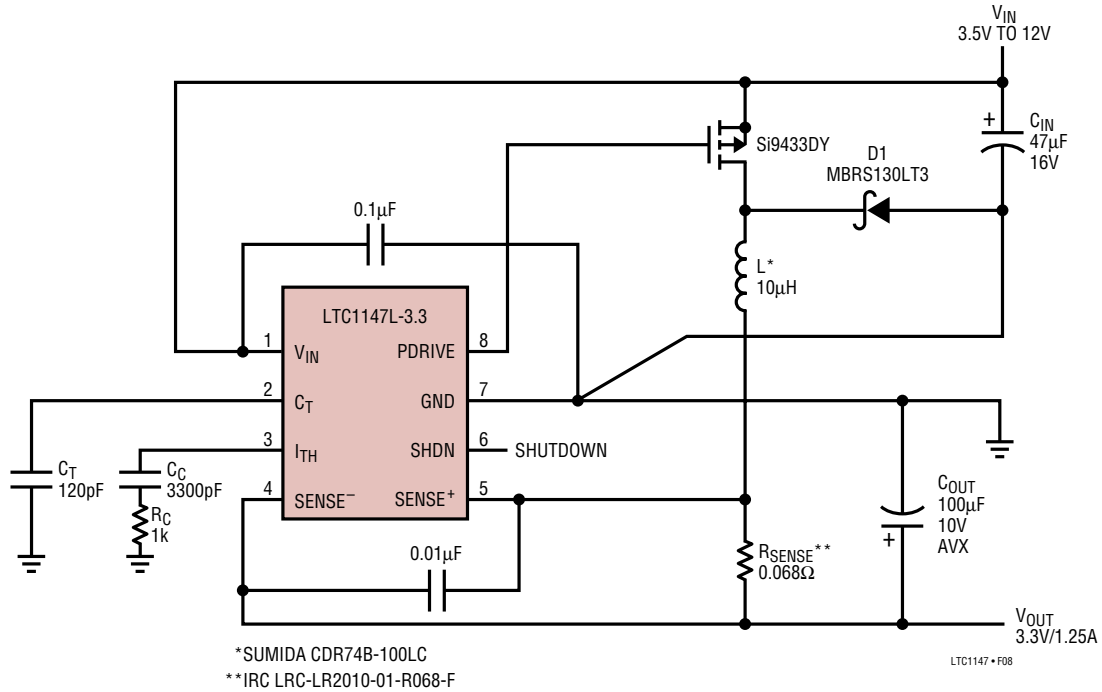 VIN
3.5V TO 12V
+
CIN
47µF
16V
Si9433DY
D1
MBRS130LT3
0.1µF
L*
10µH
LTC1147L-3.3
1
VIN
PDRIVE
8
2
CT
GND
7
3
ITH
SHDN
6
SHUTDOWN
4
SENSE–
SENSE+
5
CT
120pF
CC
3300pF
RC
1k
0.01µF
RSENSE**
0.068Ω
COUT
100µF
10V
AVX
+
VOUT
3.3V/1.25A
*SUMIDA CDR74B-100LC
**IRC LRC-LR2010-01-R068-F
LTC1147 • F08